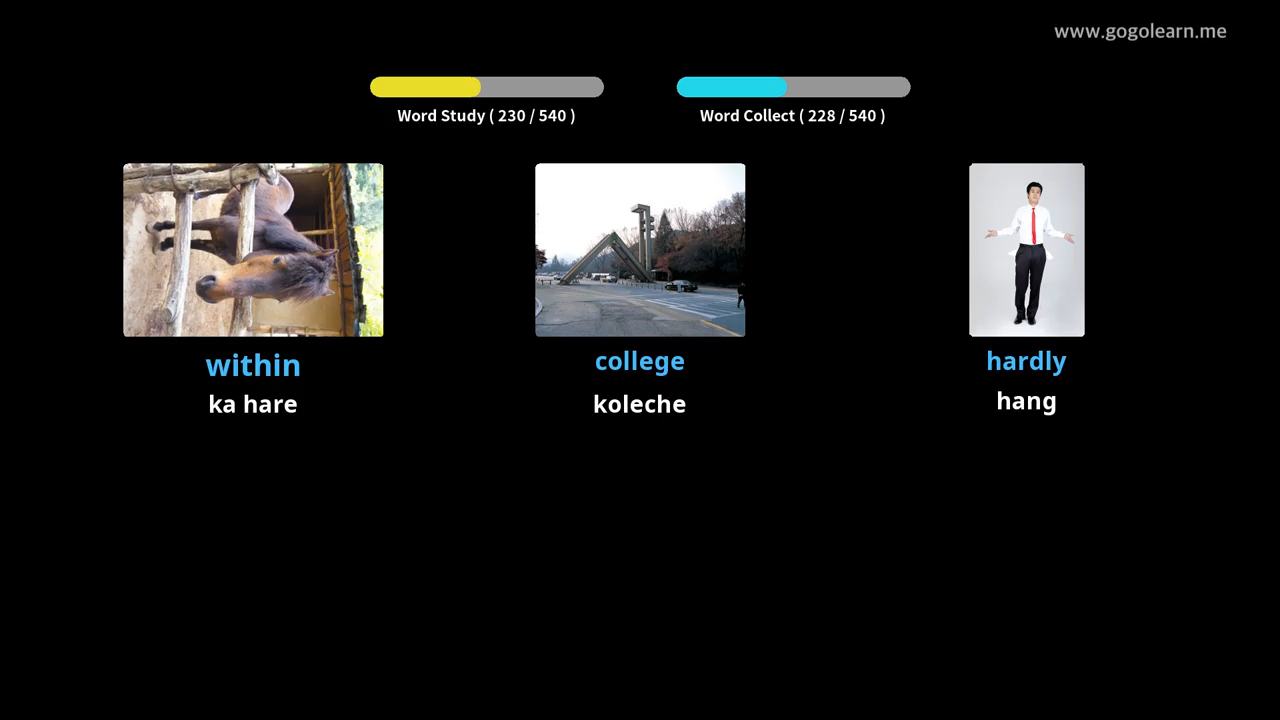 www.gogolearn.me
Word Study ( 230 / 540 )
Word Collect ( 228 / 540 )
within
ka hare
college
koleche
hardly
hang